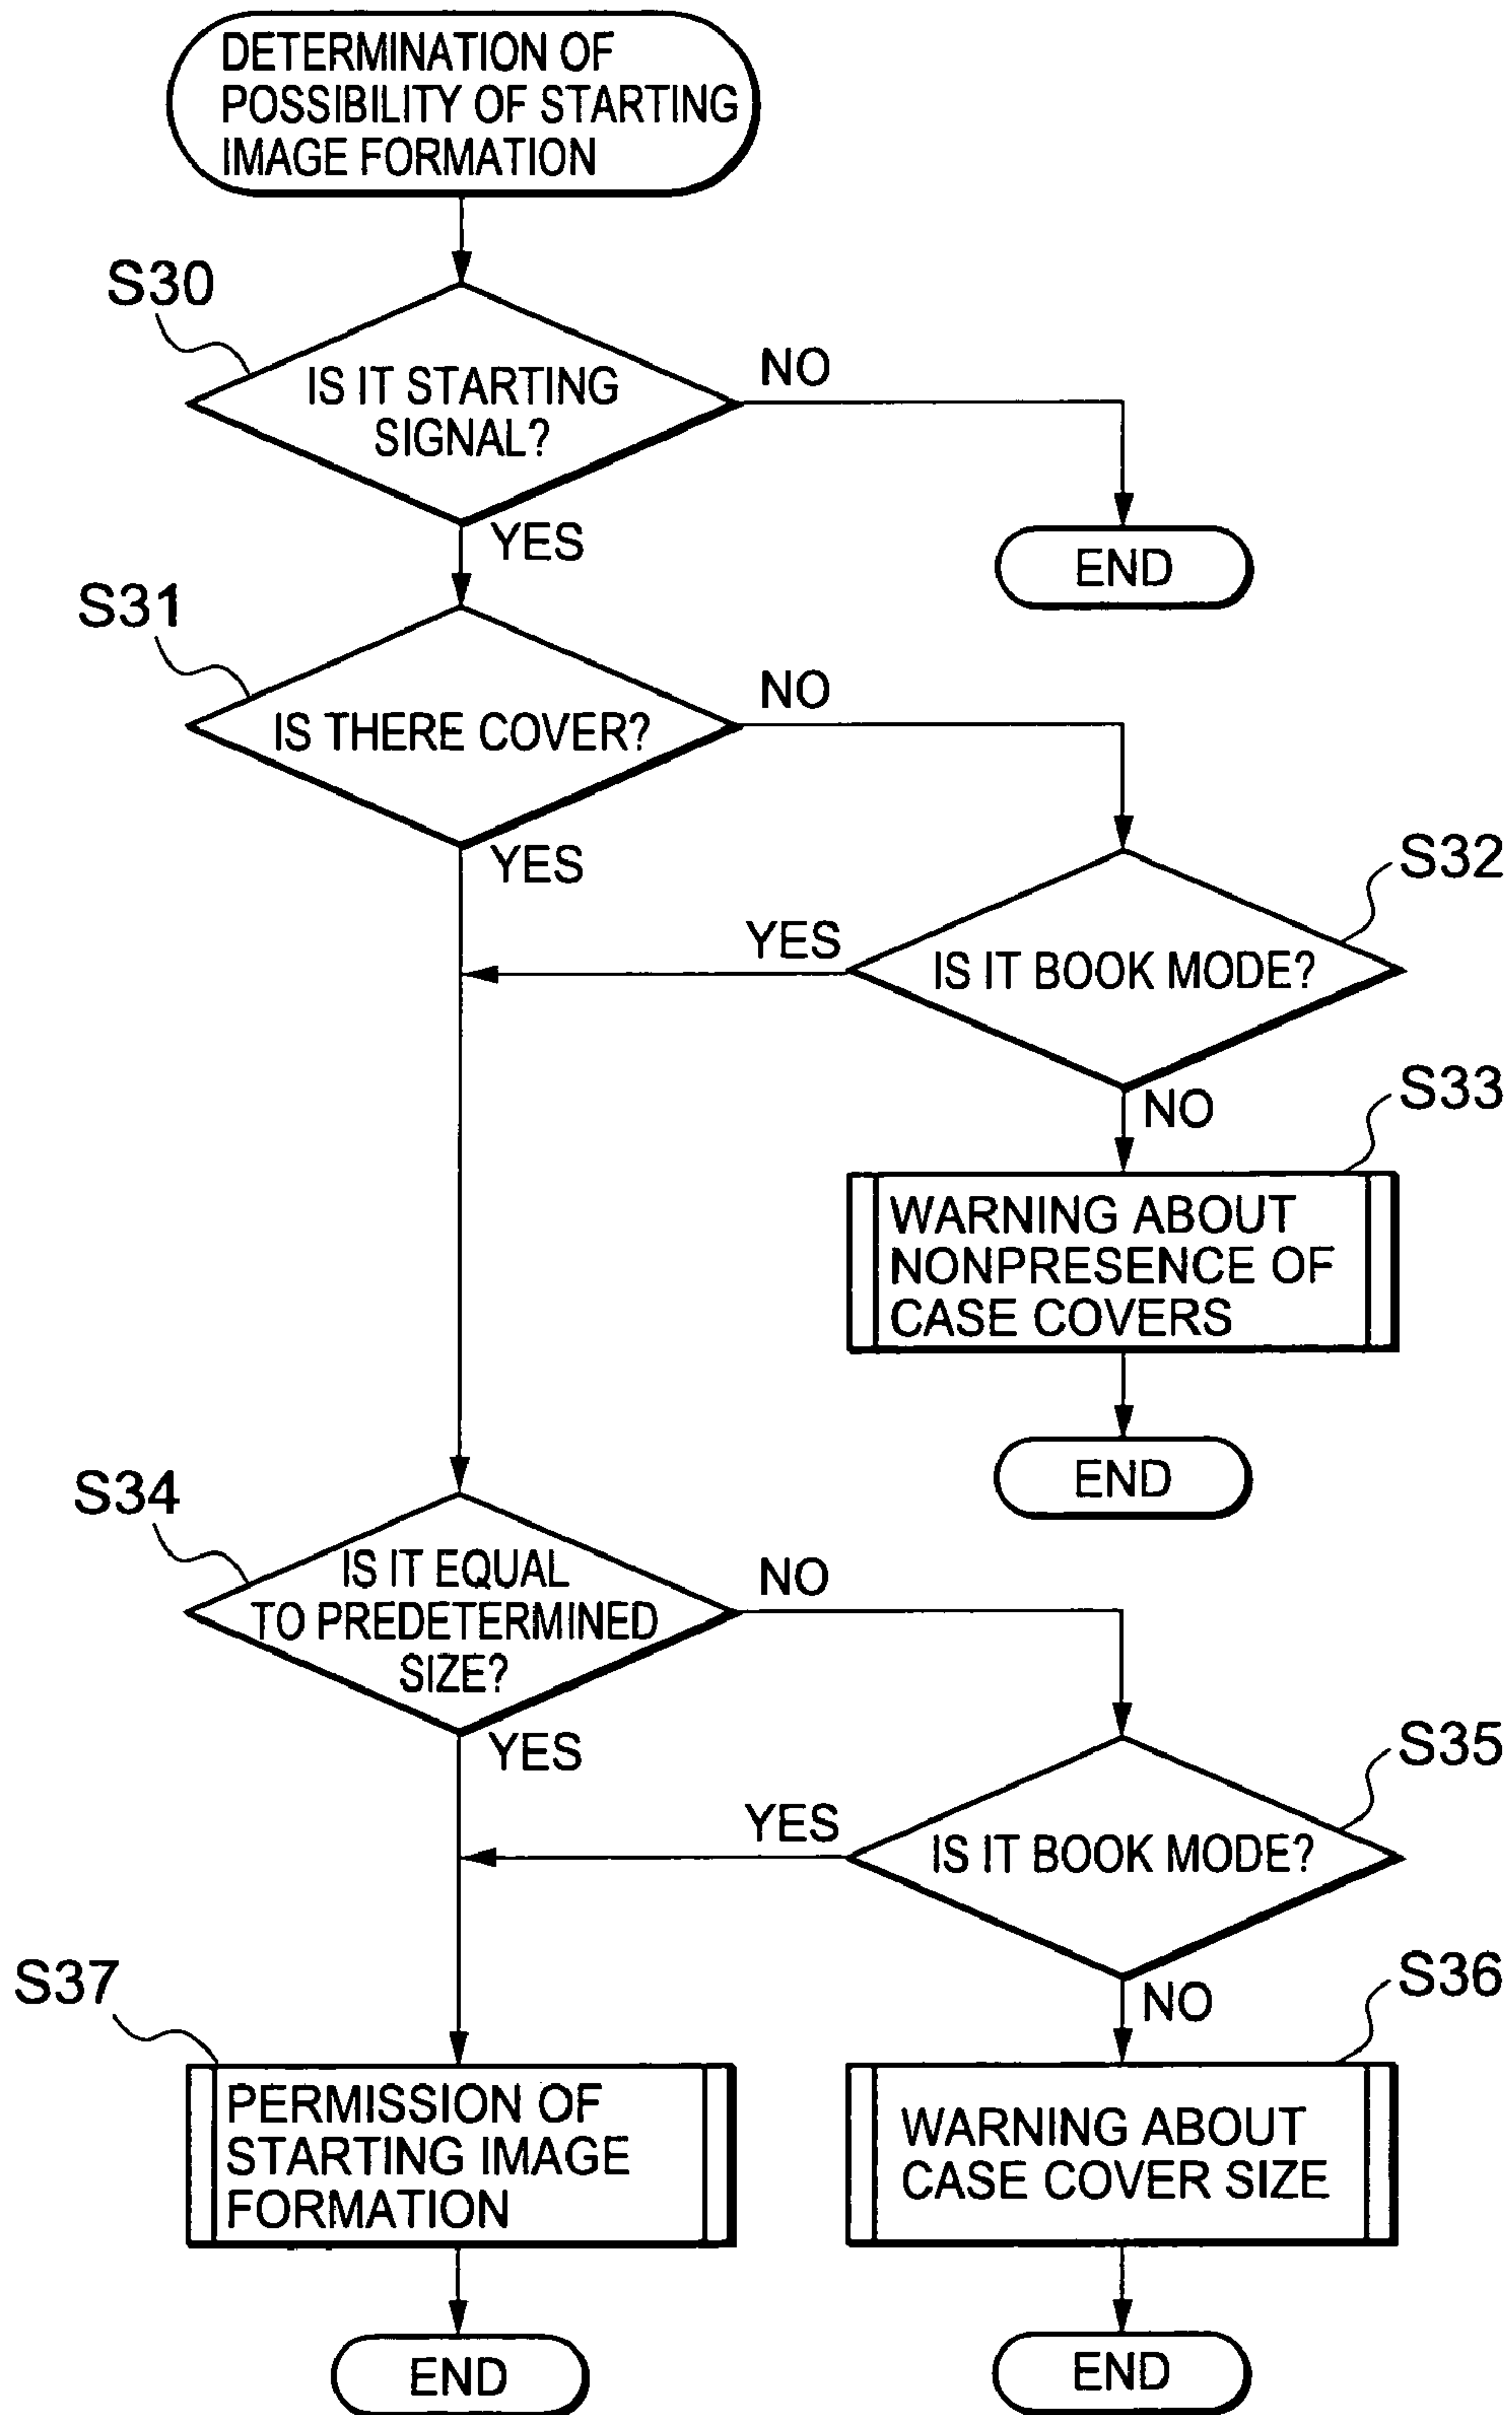 DETERMINATION OF
POSSIBILITY OF STARTING
IMAGE FORMATION
S30
IS IT STARTING
SIGNAL?
NO
YES
END
S31
IS THERE COVER?
NO
YES
S32
IS IT BOOK MODE?
YES
NO
S33
WARNING ABOUT
NONPRESENCE OF
CASE COVERS
END
S34
IS IT EQUAL
TO PREDETERMINED
SIZE?
NO
YES
S35
IS IT BOOK MODE?
YES
NO
S36
WARNING ABOUT
CASE COVER SIZE
END
S37
PERMISSION OF
STARTING IMAGE
FORMATION
END